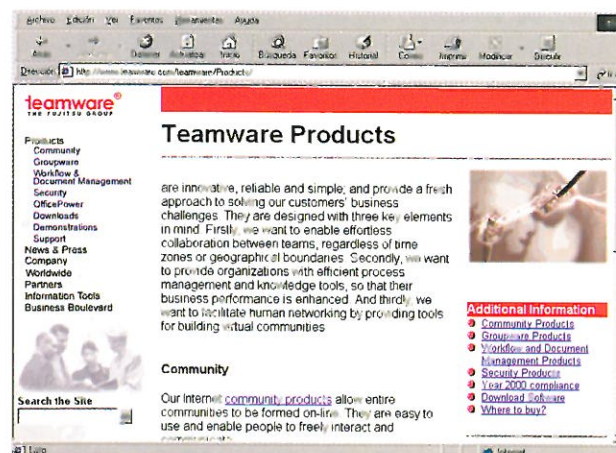 Archivo Edición Ver Favoritos Herramientas Ayuda
Atrás Detener Actualizar Inicio Búsqueda Favoritos Historial Correo Imprimir Modificar Discutir
Dirección http://www.teamware.com/teamware/Products/
teamware®
THE FUJITSU GROUP
Products
Community
Groupware
Workflow &
Document Management
Security
OfficePower
Downloads
Demonstrations
Support
News & Press
Company
Worldwide
Partners
Information Tools
Business Boulevard
Search the Site
Teamware Products
are innovative, reliable and simple; and provide a fresh
approach to solving our customers' business
challenges. They are designed with three key elements
in mind. Firstly, we want to enable effortless
collaboration between teams, regardless of time
zones or geographical boundaries. Secondly, we want
to provide organizations with efficient process
management and knowledge tools, so that their
business performance is enhanced. And thirdly, we
want to facilitate human networking by providing tools
for building virtual communities
Community
Our Internet community products allow entire
communities to be formed on-line. They are easy to
use and enable people to freely interact and
Additional Information
Community Products
Groupware Products
Workflow and Document
Management Products
Security Products
Year 2000 compliance
Download Software
Where to buy?
Listo
Internet